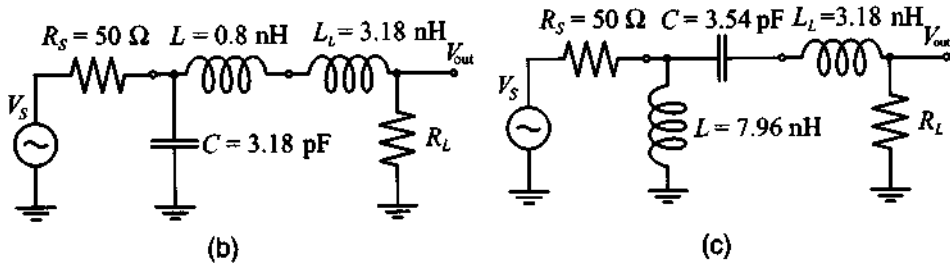 R_S = 50 Ω L = 0.8 nH L_L = 3.18 nH
V_out
V_S
C = 3.18 pF
R_L
(b)
C = 3.54 pF
R_S = 50 Ω
L_L = 3.18 nH
V_out
V_S
L = 7.96 nH
R_L
(c)